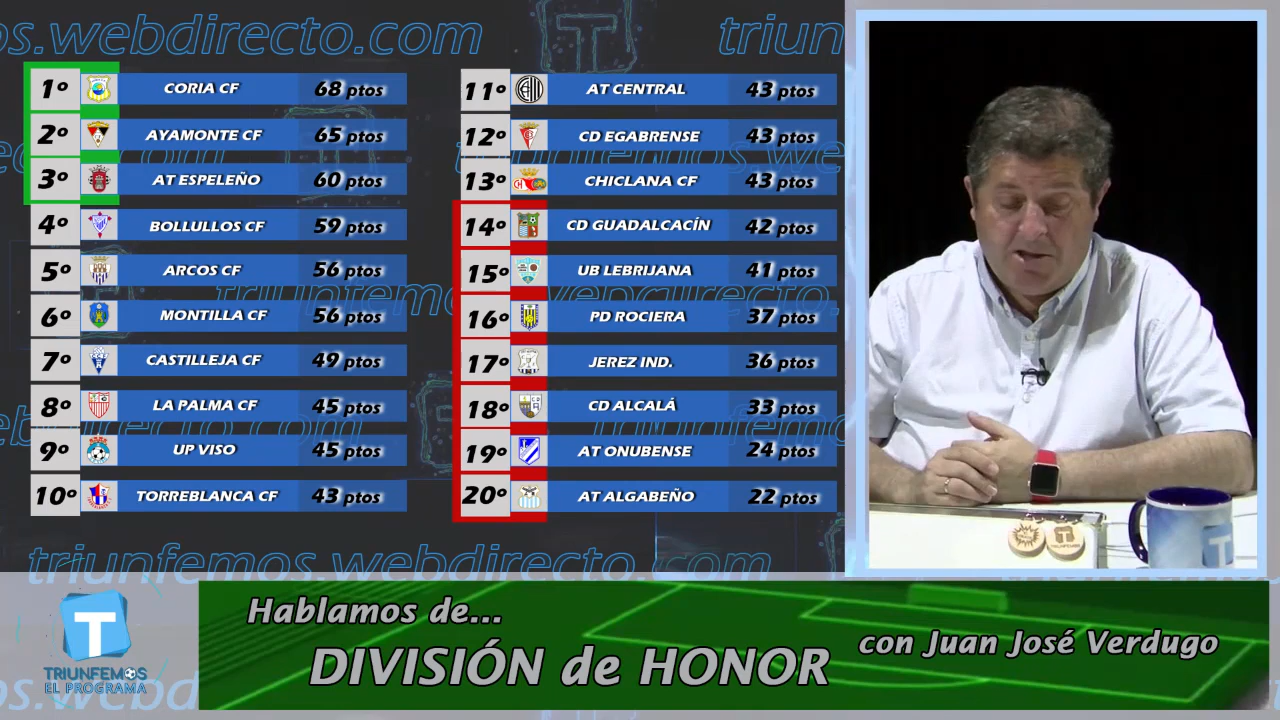 triunfemos.webdirecto.com
1º CORIA CF 68 ptos
2º AYAMONTE CF 65 ptos
3º AT ESPELEÑO 60 ptos
4º BOLLULLOS CF 59 ptos
5º ARCOS CF 56 ptos
6º MONTILLA CF 56 ptos
7º CASTILLEJA CF 49 ptos
8º LA PALMA CF 45 ptos
9º UP VISO 45 ptos
10º TORREBLANCA CF 43 ptos
11º AT CENTRAL 43 ptos
12º CD EGABRENSE 43 ptos
13º CHICLANA CF 43 ptos
14º CD GUADALCACÍN 42 ptos
15º UB LEBRIJANA 41 ptos
16º PD ROCIERA 37 ptos
17º JEREZ IND. 36 ptos
18º CD ALCALÁ 33 ptos
19º AT ONUBENSE 24 ptos
20º AT ALGABEÑO 22 ptos
triunfemos.webdirecto.com
T
TRIUNFEMOS
EL PROGRAMA
Hablamos de...
DIVISIÓN de HONOR
con Juan José Verdugo